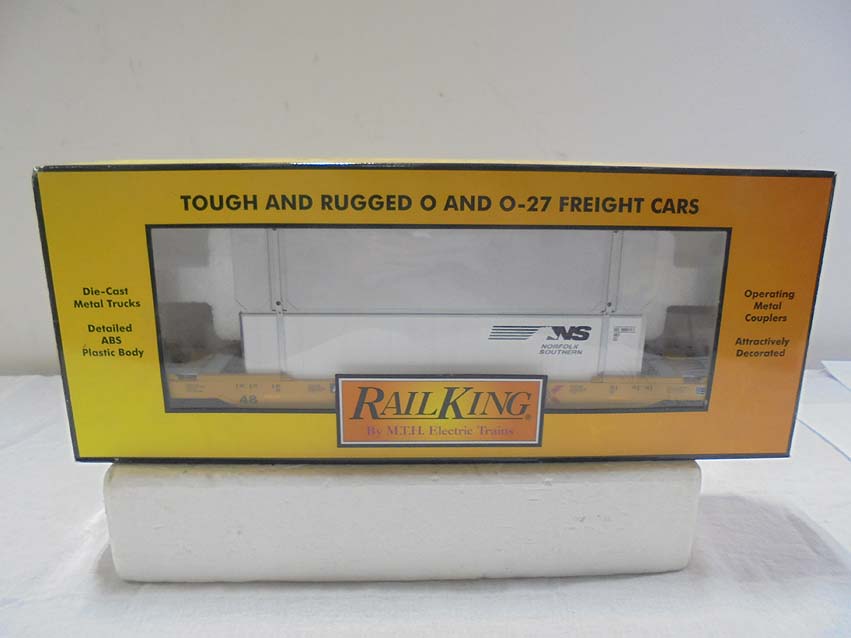 TOUGH AND RUGGED O AND O-27 FREIGHT CARS
Die-Cast
Metal Trucks
Detailed
ABS
Plastic Body
Operating
Metal
Couplers
Attractively
Decorated
NS
NORFOLK
SOUTHERN
48
RAILKING®
By M.T.H. Electric Trains